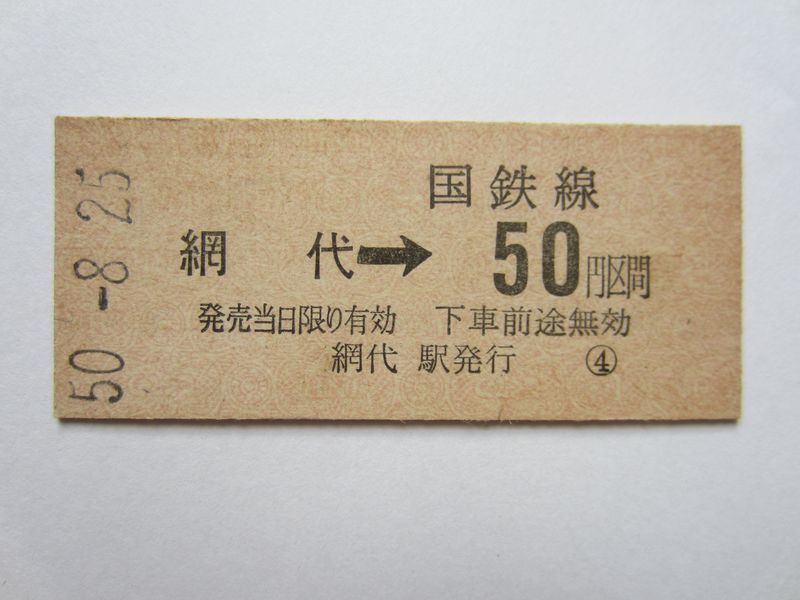 50 -8 25
国鉄線
網代→50円区間
発売当日限り有効 下車前途無効
網代 駅発行 ④